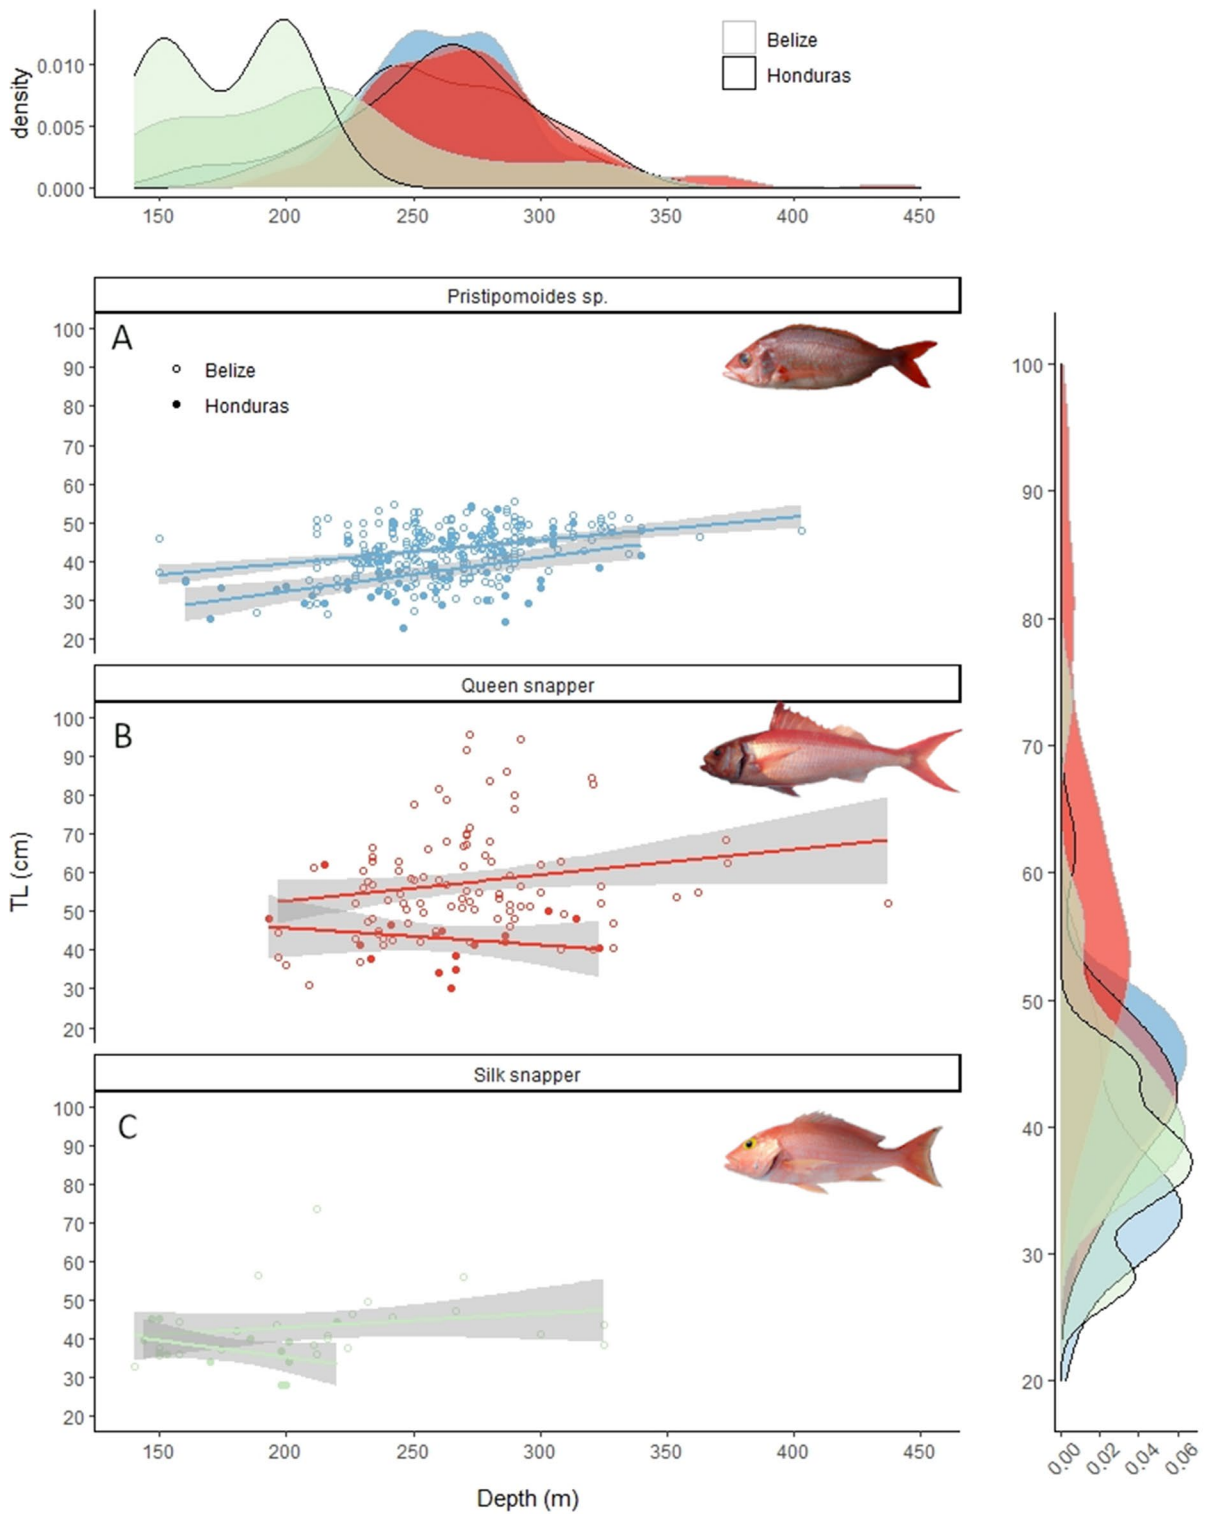 density
0.010
0.005
0.000
Belize
Honduras
150 200 250 300 350 400 450
Pristipomoides sp.
A
Belize
Honduras
100
90
80
70
60
50
40
30
20
Queen snapper
B
100
90
80
70
60
50
40
30
20
TL (cm)
Silk snapper
C
100
90
80
70
60
50
40
30
20
150 200 250 300 350 400 450
Depth (m)
100
90
80
70
60
50
40
30
20
0.00 0.02 0.04 0.06